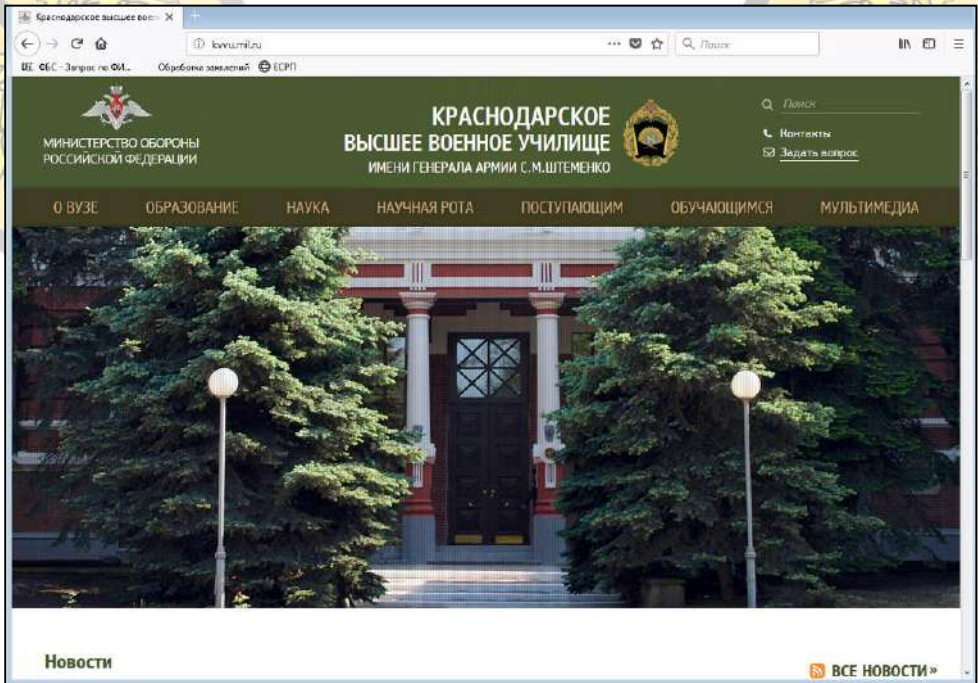 Краснодарское высшее воен
kvvu.mil.ru
Поиск
ФБС - Запрос по ФИ...
Обработка заявлений
ЕСРП
МИНИСТЕРСТВО ОБОРОНЫ
РОССИЙСКОЙ ФЕДЕРАЦИИ
КРАСНОДАРСКОЕ
ВЫСШЕЕ ВОЕННОЕ УЧИЛИЩЕ
ИМЕНИ ГЕНЕРАЛА АРМИИ С.М.ШТЕМЕНКО
Поиск
Контакты
Задать вопрос
О ВУЗЕ ОБРАЗОВАНИЕ НАУКА НАУЧНАЯ РОТА ПОСТУПАЮЩИМ ОБУЧАЮЩИМСЯ МУЛЬТИМЕДИА
Новости
ВСЕ НОВОСТИ »